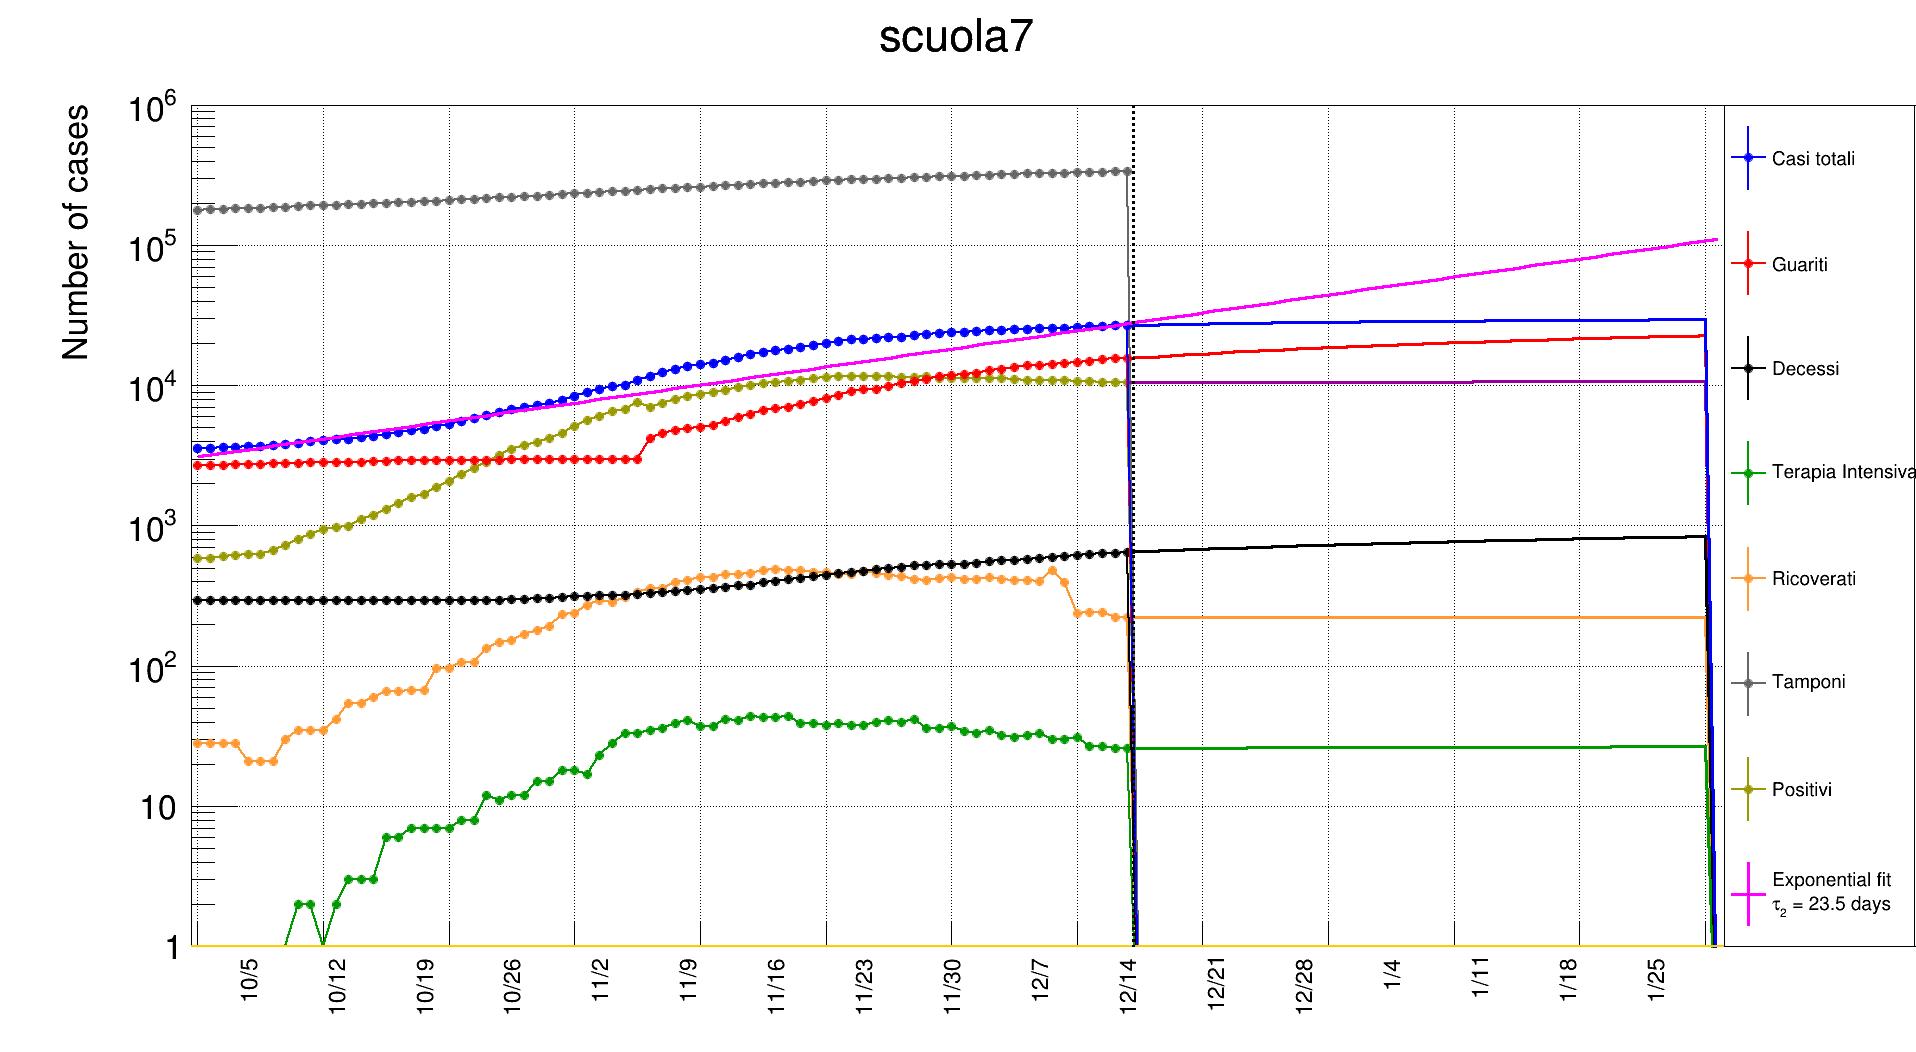 scuola7
Number of cases
10^6
10^5
10^4
10^3
10^2
10
1
10/5
10/12
10/19
10/26
11/2
11/9
11/16
11/23
11/30
12/7
12/14
12/21
12/28
1/4
1/11
1/18
1/25
Casi totali
Guariti
Decessi
Terapia Intensiva
Ricoverati
Tamponi
Positivi
Exponential fit
τ₂ = 23.5 days